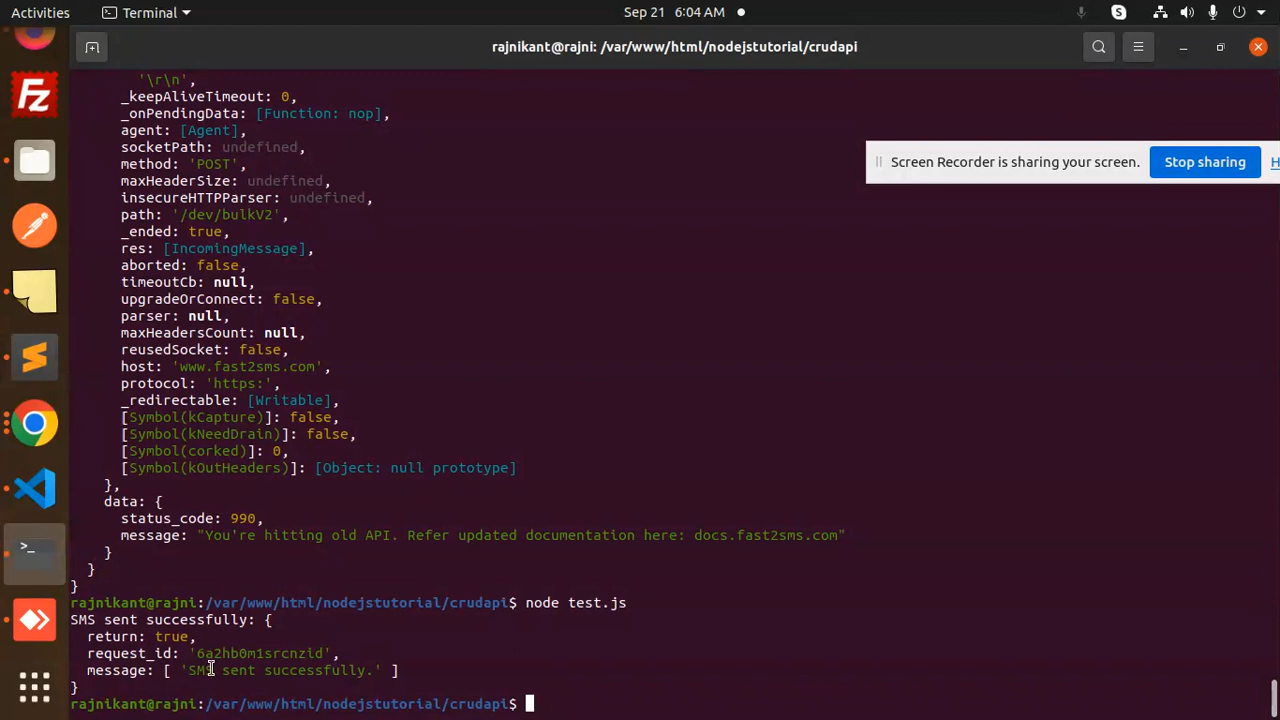 Activities
Terminal
Sep 21 6:04 AM
rajnikant@rajni: /var/www/html/nodejstutorial/crudapi
'\r\n',
_keepAliveTimeout: 0,
_onPendingData: [Function: nop],
agent: [Agent],
socketPath: undefined,
method: 'POST',
maxHeaderSize: undefined,
insecureHTTPParser: undefined,
path: '/dev/bulkV2',
_ended: true,
res: [IncomingMessage],
aborted: false,
timeoutCb: null,
upgradeOrConnect: false,
parser: null,
maxHeadersCount: null,
reusedSocket: false,
host: 'www.fast2sms.com',
protocol: 'https:',
_redirectable: [Writable],
[Symbol(kCapture)]: false,
[Symbol(kNeedDrain)]: false,
[Symbol(corked)]: 0,
[Symbol(kOutHeaders)]: [Object: null prototype]
},
data: {
status_code: 990,
message: "You're hitting old API. Refer updated documentation here: docs.fast2sms.com"
}
}
}
rajnikant@rajni:/var/www/html/nodejstutorial/crudapi$ node test.js
SMS sent successfully: {
return: true,
request_id: '6a2hb0m1srcnzid',
message: [ 'SMS sent successfully.' ]
}
rajnikant@rajni:/var/www/html/nodejstutorial/crudapi$
Screen Recorder is sharing your screen.
Stop sharing
Fz